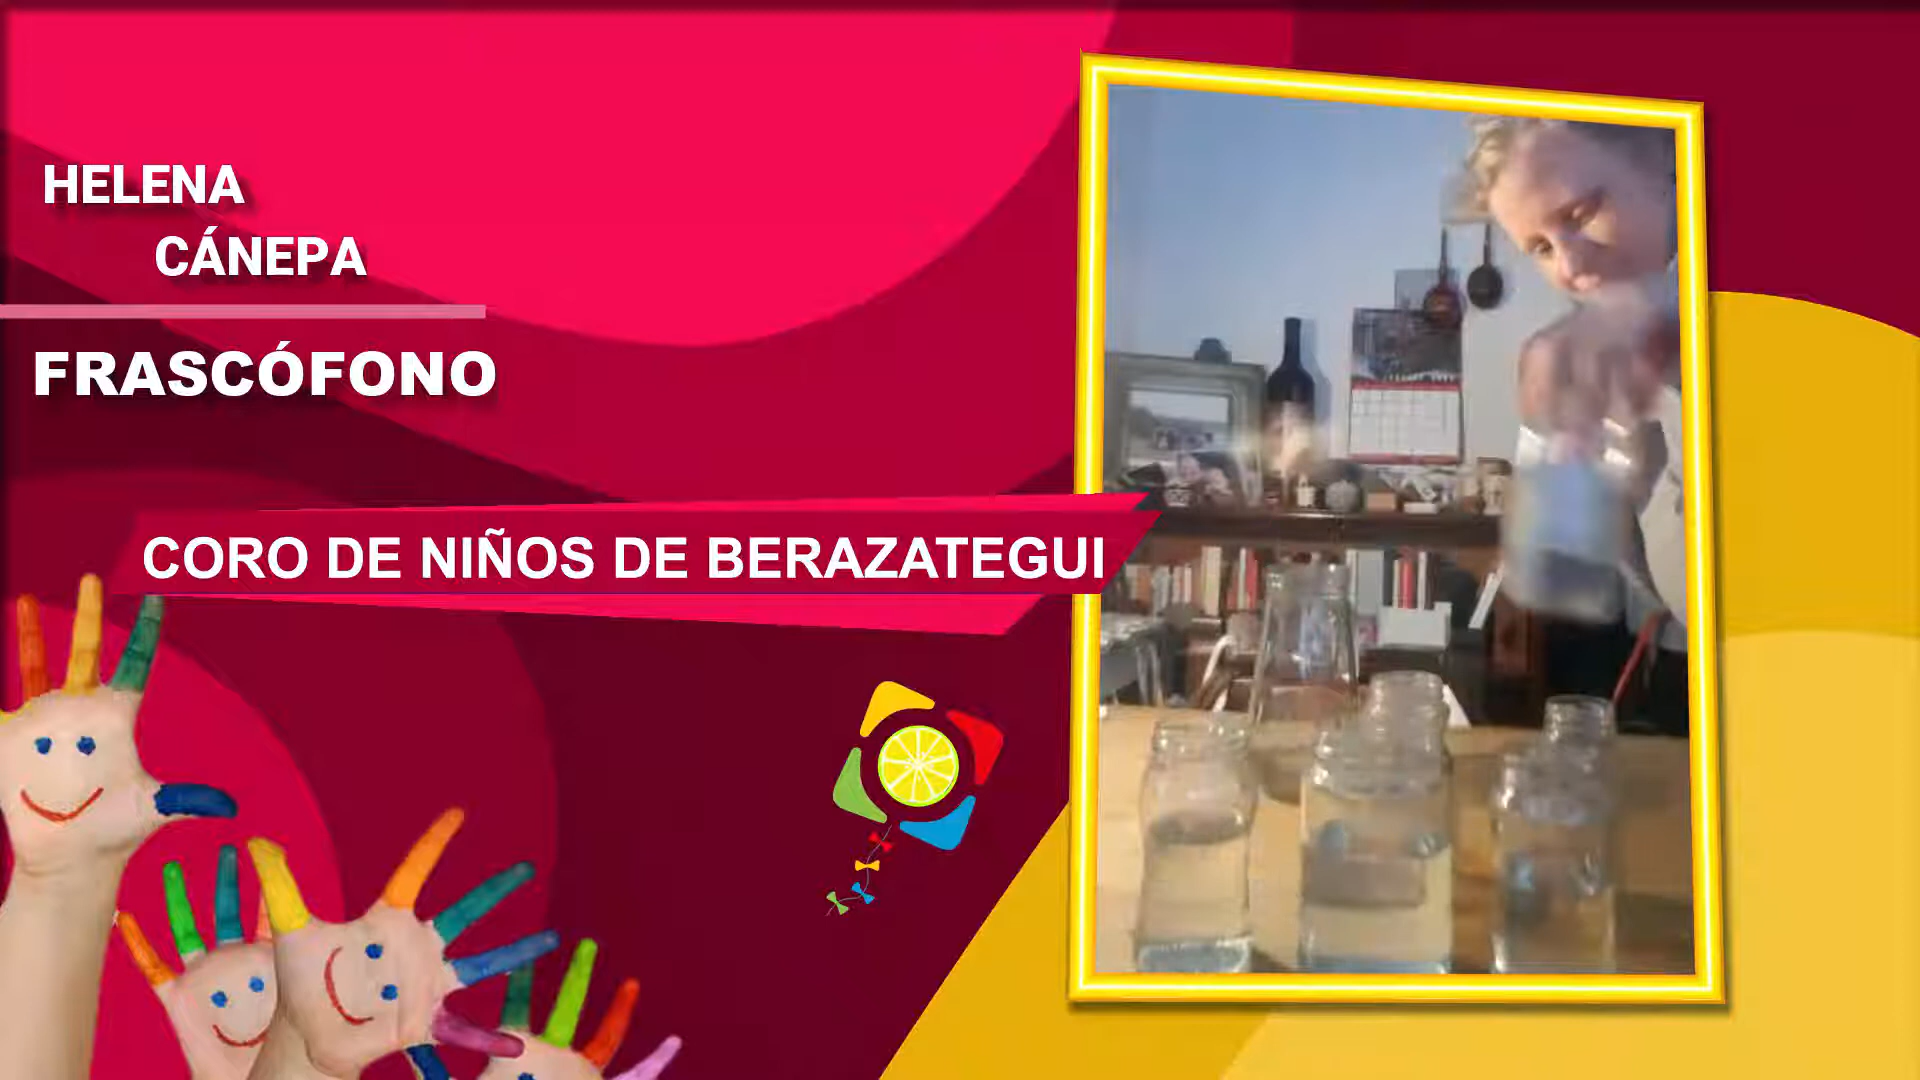 HELENA
CÁNEPA
FRASCÓFONO
CORO DE NIÑOS DE BERAZATEGUI